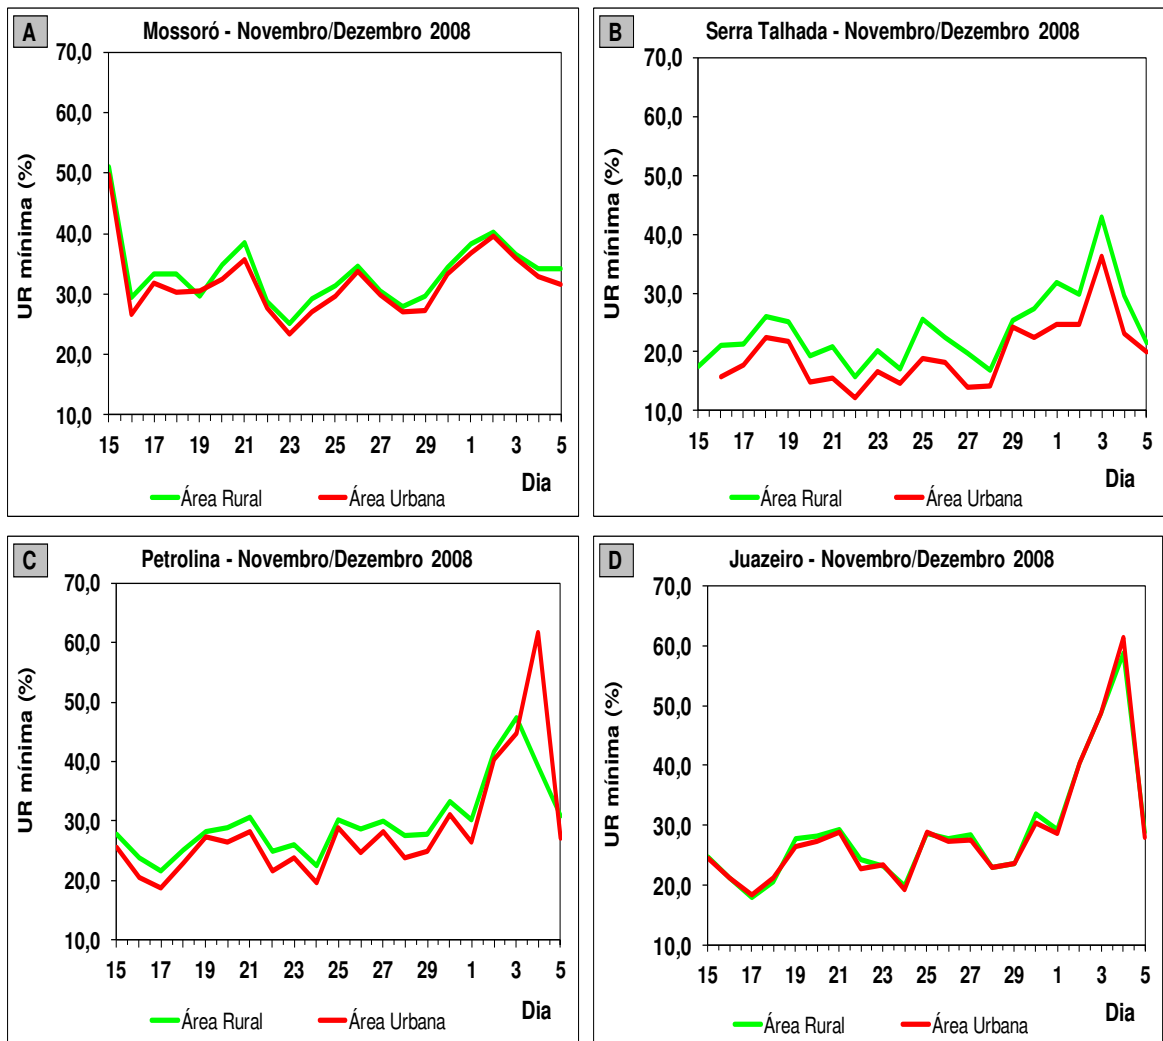 A
Mossoró - Novembro/Dezembro 2008
70,0
60,0
50,0
40,0
30,0
20,0
10,0
UR mínima (%)
15 17 19 21 23 25 27 29 1 3 5
Dia
Área Rural Área Urbana
B
Serra Talhada - Novembro/Dezembro 2008
70,0
60,0
50,0
40,0
30,0
20,0
10,0
UR mínima (%)
15 17 19 21 23 25 27 29 1 3 5
Dia
Área Rural Área Urbana
C
Petrolina - Novembro/Dezembro 2008
70,0
60,0
50,0
40,0
30,0
20,0
10,0
UR mínima (%)
15 17 19 21 23 25 27 29 1 3 5
Dia
Área Rural Área Urbana
D
Juazeiro - Novembro/Dezembro 2008
70,0
60,0
50,0
40,0
30,0
20,0
10,0
UR mínima (%)
15 17 19 21 23 25 27 29 1 3 5
Dia
Área Rural Área Urbana